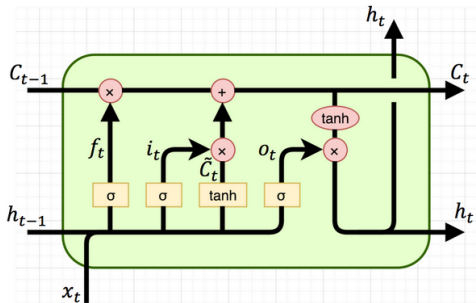 h_t
C_{t-1} × + C_t
tanh
f_t i_t C̃_t × o_t ×
σ σ tanh σ
h_{t-1} h_t
x_t